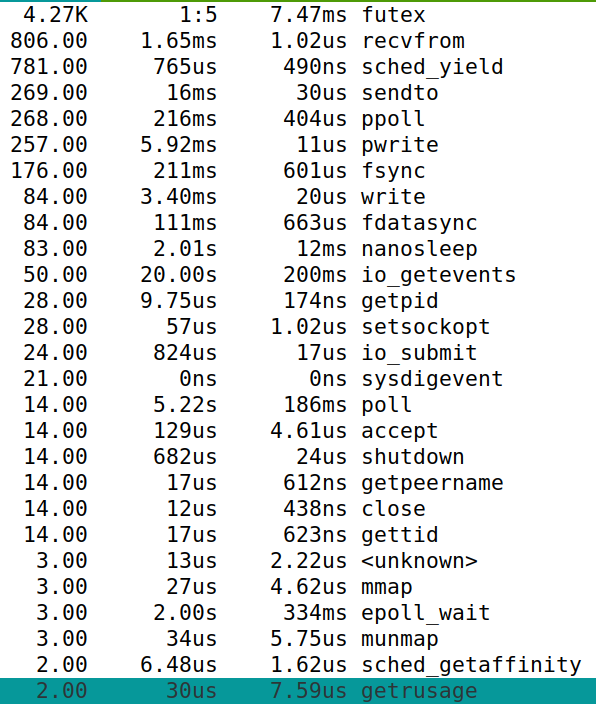 4.27K 1:5 7.47ms futex
806.00 1.65ms 1.02us recvfrom
781.00 765us 490ns sched_yield
269.00 16ms 30us sendto
268.00 216ms 404us ppoll
257.00 5.92ms 11us pwrite
176.00 211ms 601us fsync
84.00 3.40ms 20us write
84.00 111ms 663us fdatasync
83.00 2.01s 12ms nanosleep
50.00 20.00s 200ms io_getevents
28.00 9.75us 174ns getpid
28.00 57us 1.02us setsockopt
24.00 824us 17us io_submit
21.00 0ns 0ns sysdigevent
14.00 5.22s 186ms poll
14.00 129us 4.61us accept
14.00 682us 24us shutdown
14.00 17us 612ns getpeername
14.00 12us 438ns close
14.00 17us 623ns gettid
3.00 13us 2.22us <unknown>
3.00 27us 4.62us mmap
3.00 2.00s 334ms epoll_wait
3.00 34us 5.75us munmap
2.00 6.48us 1.62us sched_getaffinity
2.00 30us 7.59us getrusage